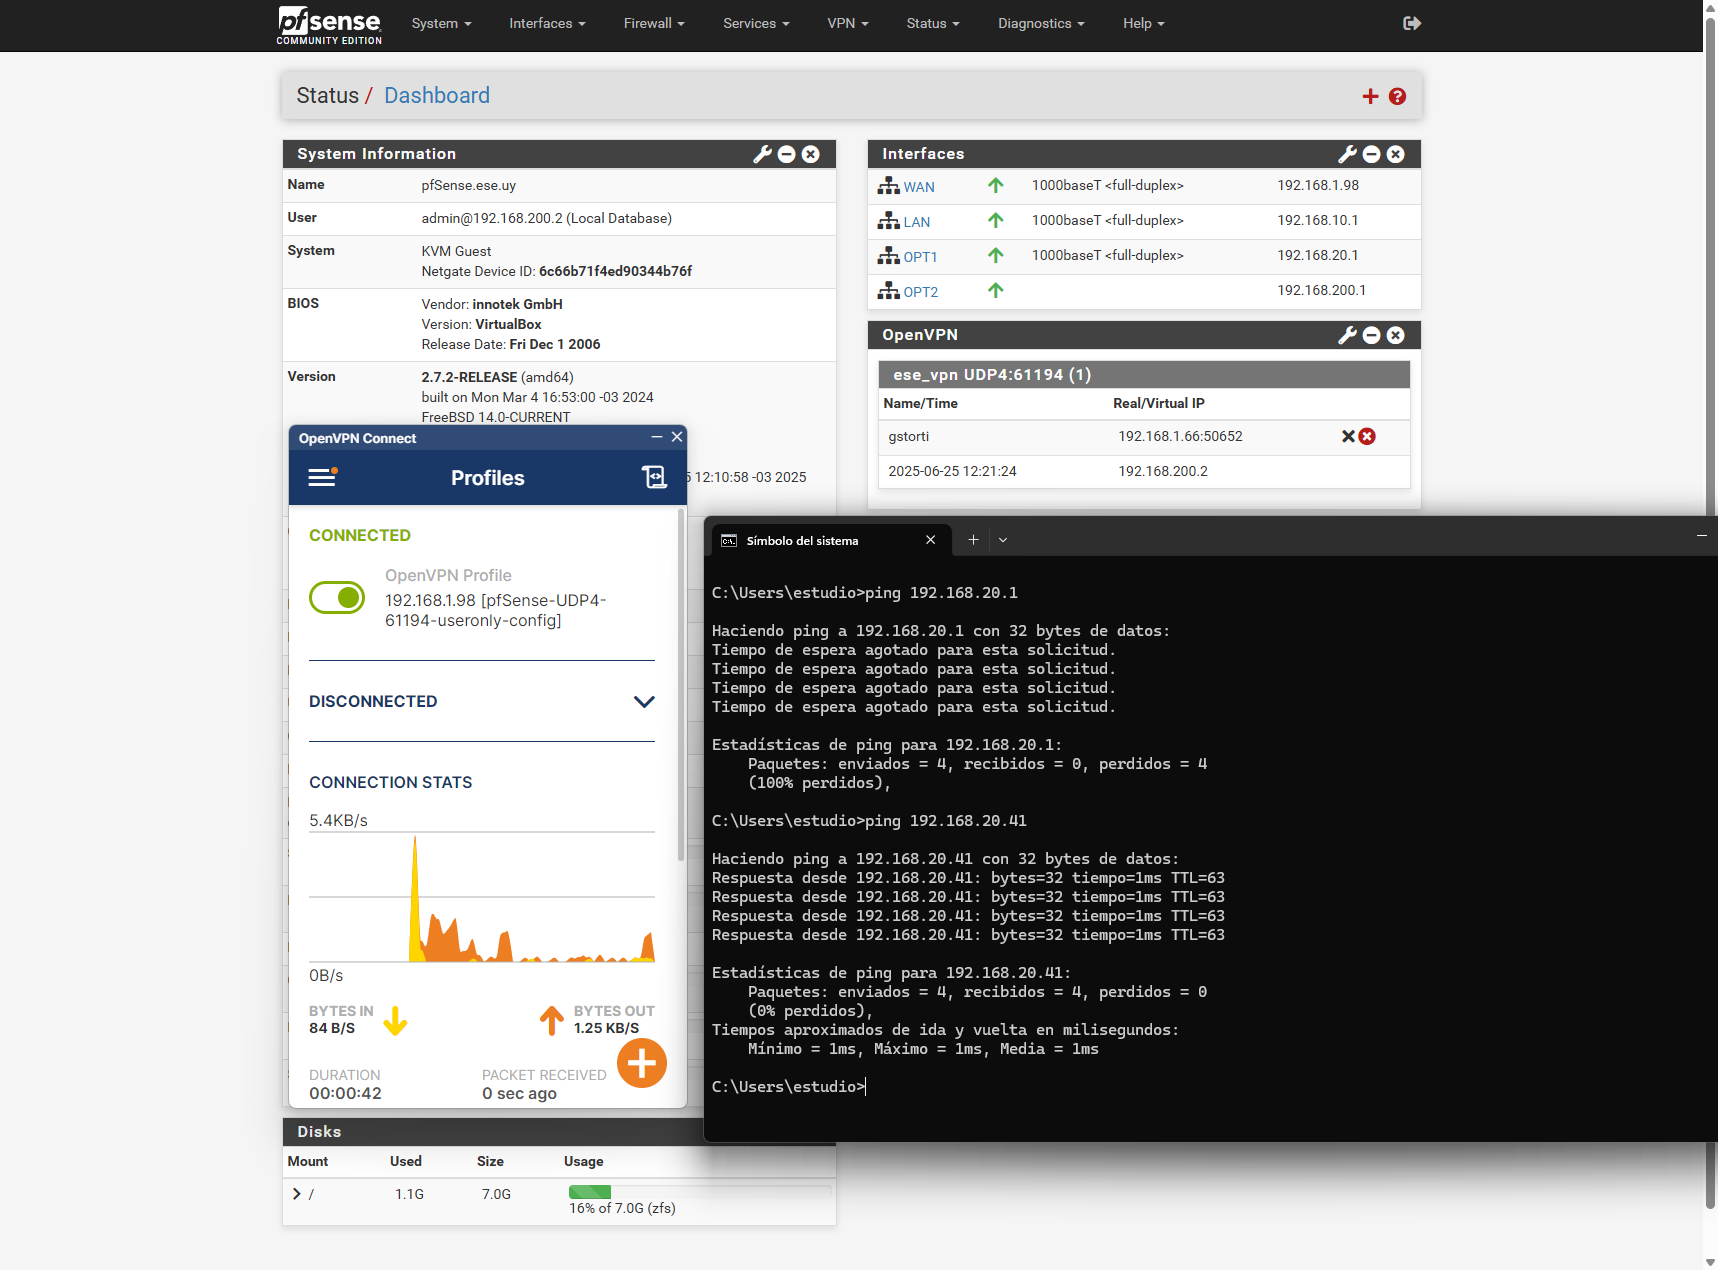 pfsense
COMMUNITY EDITION
System
Interfaces
Firewall
Services
VPN
Status
Diagnostics
Help
Status / Dashboard
System Information
Name pfSense.ese.uy
User admin@192.168.200.2 (Local Database)
System KVM Guest
Netgate Device ID: 6c66b71f4ed90344b76f
BIOS Vendor: innotek GmbH
Version: VirtualBox
Release Date: Fri Dec 1 2006
Version 2.7.2-RELEASE (amd64)
built on Mon Mar 4 16:53:00 -03 2024
FreeBSD 14.0-CURRENT
12:10:58 -03 2025
Interfaces
WAN 1000baseT <full-duplex> 192.168.1.98
LAN 1000baseT <full-duplex> 192.168.10.1
OPT1 1000baseT <full-duplex> 192.168.20.1
OPT2 192.168.200.1
OpenVPN
ese_vpn UDP4:61194 (1)
Name/Time Real/Virtual IP
gstorti 192.168.1.66:50652
2025-06-25 12:21:24 192.168.200.2
OpenVPN Connect
Profiles
CONNECTED
OpenVPN Profile
192.168.1.98 [pfSense-UDP4-
61194-useronly-config]
DISCONNECTED
CONNECTION STATS
5.4KB/s
0B/s
BYTES IN
84 B/S
BYTES OUT
1.25 KB/S
DURATION
00:00:42
PACKET RECEIVED
0 sec ago
Símbolo del sistema
C:\Users\estudio>ping 192.168.20.1
Haciendo ping a 192.168.20.1 con 32 bytes de datos:
Tiempo de espera agotado para esta solicitud.
Tiempo de espera agotado para esta solicitud.
Tiempo de espera agotado para esta solicitud.
Tiempo de espera agotado para esta solicitud.
Estadísticas de ping para 192.168.20.1:
Paquetes: enviados = 4, recibidos = 0, perdidos = 4
(100% perdidos),
C:\Users\estudio>ping 192.168.20.41
Haciendo ping a 192.168.20.41 con 32 bytes de datos:
Respuesta desde 192.168.20.41: bytes=32 tiempo=1ms TTL=63
Respuesta desde 192.168.20.41: bytes=32 tiempo=1ms TTL=63
Respuesta desde 192.168.20.41: bytes=32 tiempo=1ms TTL=63
Respuesta desde 192.168.20.41: bytes=32 tiempo=1ms TTL=63
Estadísticas de ping para 192.168.20.41:
Paquetes: enviados = 4, recibidos = 4, perdidos = 0
(0% perdidos),
Tiempos aproximados de ida y vuelta en milisegundos:
Mínimo = 1ms, Máximo = 1ms, Media = 1ms
C:\Users\estudio>
Disks
Mount Used Size Usage
/ 1.1G 7.0G
16% of 7.0G (zfs)